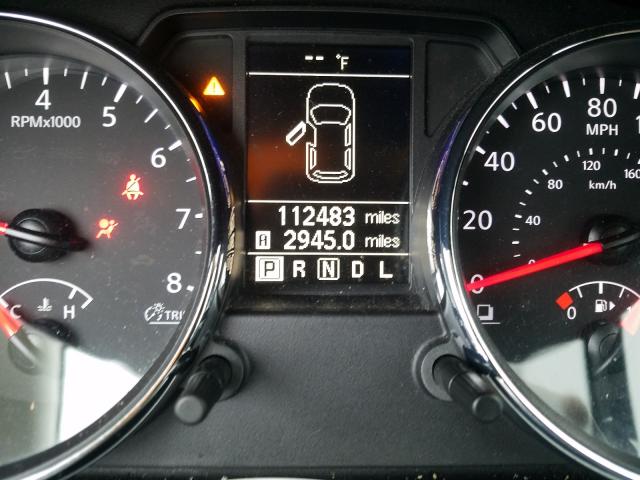 -- °F
4 5 6 7 8
RPMx1000
C H
TRI
112483 miles
A 2945.0 miles
P R N D L
0 20 40 60 80
MPH
40 80 120 160
km/h
0